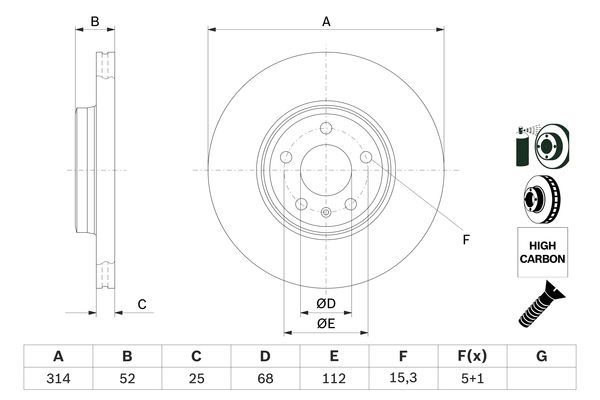 B
A
F
HIGH
CARBON
C
ØD
ØE
A B C D E F F(x) G
314 52 25 68 112 15,3 5+1